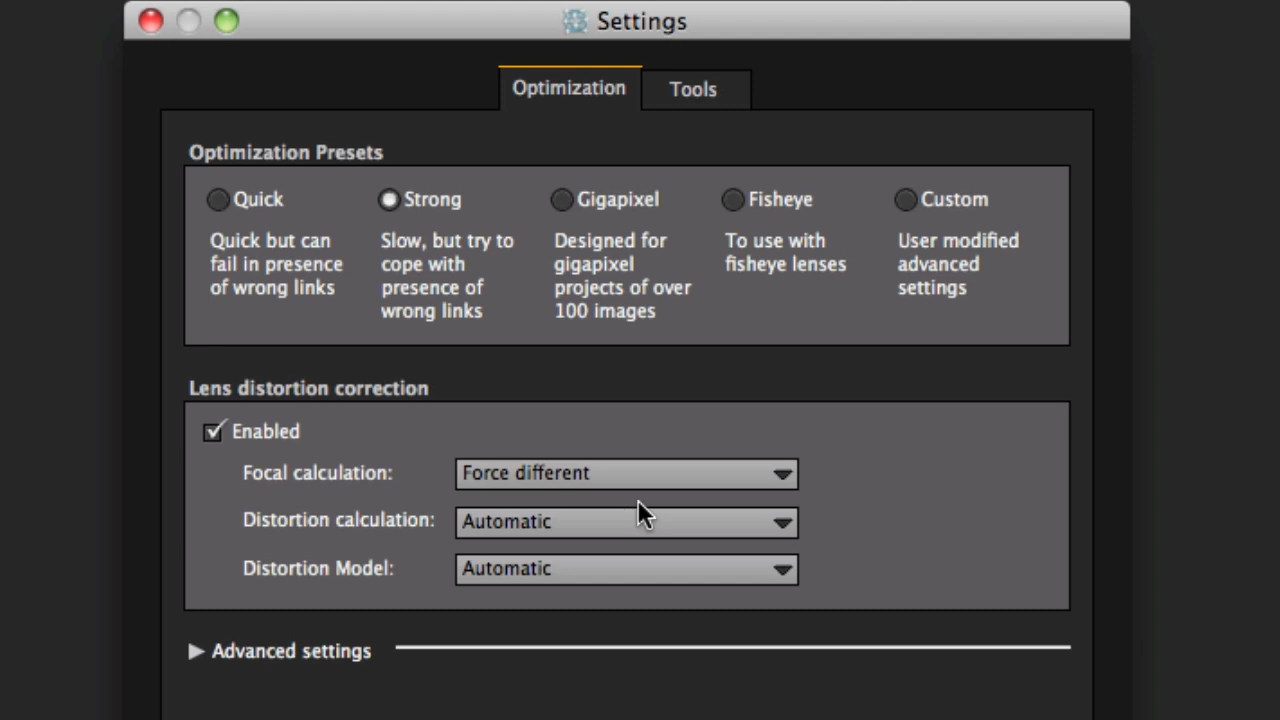 Settings
Optimization
Tools
Optimization Presets
Quick
Strong
Gigapixel
Fisheye
Custom
Quick but can
fail in presence
of wrong links
Slow, but try to
cope with
presence of
wrong links
Designed for
gigapixel
projects of over
100 images
To use with
fisheye lenses
User modified
advanced
settings
Lens distortion correction
Enabled
Focal calculation: Force different
Distortion calculation: Automatic
Distortion Model: Automatic
Advanced settings